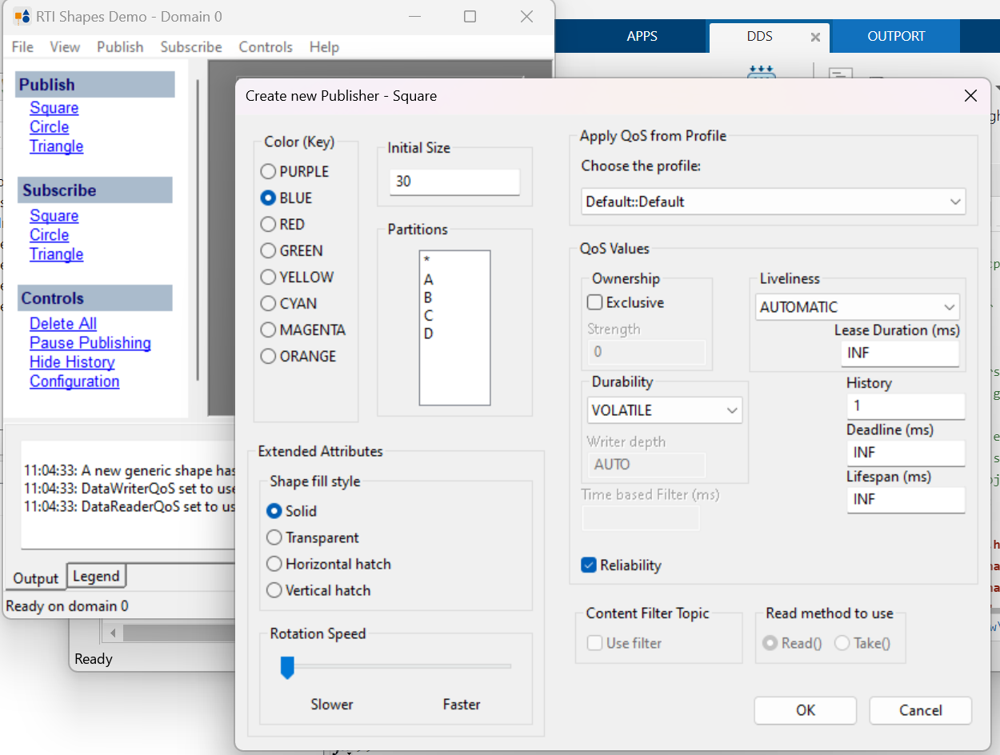 RTI Shapes Demo - Domain 0
File View Publish Subscribe Controls Help
Publish
Square
Circle
Triangle
Subscribe
Square
Circle
Triangle
Controls
Delete All
Pause Publishing
Hide History
Configuration
11:04:33: A new generic shape has
11:04:33: DataWriterQoS set to use
11:04:33: DataReaderQoS set to us
Output Legend
Ready on domain 0
Ready
APPS DDS OUTPORT
Create new Publisher - Square
Color (Key)
PURPLE
BLUE
RED
GREEN
YELLOW
CYAN
MAGENTA
ORANGE
Initial Size
30
Partitions
*
A
B
C
D
Extended Attributes
Shape fill style
Solid
Transparent
Horizontal hatch
Vertical hatch
Rotation Speed
Slower Faster
Apply QoS from Profile
Choose the profile:
Default::Default
QoS Values
Ownership
Exclusive
Strength
0
Liveliness
AUTOMATIC
Lease Duration (ms)
INF
Durability
VOLATILE
Writer depth
AUTO
Time based Filter (ms)
History
1
Deadline (ms)
INF
Lifespan (ms)
INF
Reliability
Content Filter Topic
Use filter
Read method to use
Read() Take()
OK Cancel